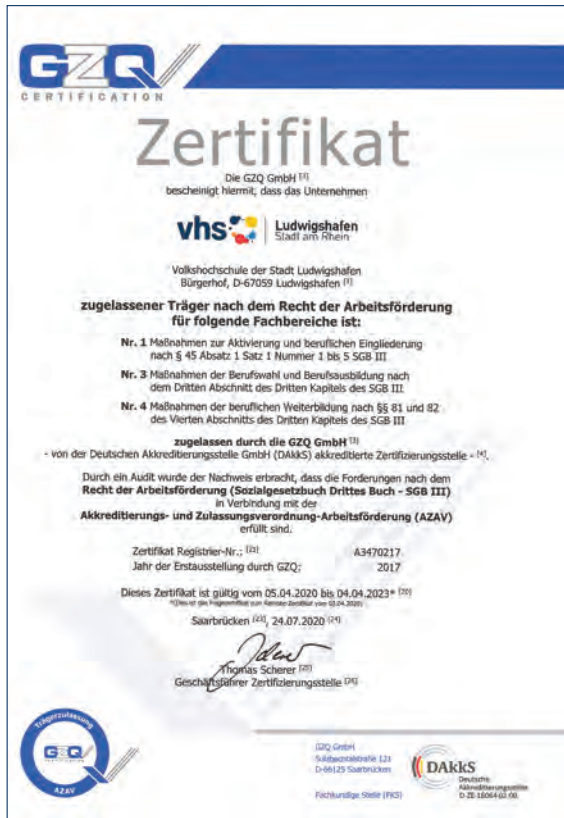 GZQ
CERTIFICATION
Zertifikat
Die GZQ GmbH [3]
bescheinigt hiermit, dass das Unternehmen
vhs Ludwigshafen
Stadt am Rhein
Volkshochschule der Stadt Ludwigshafen
Bürgerhof, D-67059 Ludwigshafen [1]
zugelassener Träger nach dem Recht der Arbeitsförderung
für folgende Fachbereiche ist:
Nr. 1 Maßnahmen zur Aktivierung und beruflichen Eingliederung
nach § 45 Absatz 1 Satz 1 Nummer 1 bis 5 SGB III
Nr. 3 Maßnahmen der Berufswahl und Berufsausbildung nach
dem Dritten Abschnitt des Dritten Kapitels des SGB III
Nr. 4 Maßnahmen der beruflichen Weiterbildung nach §§ 81 und 82
des Vierten Abschnitts des Dritten Kapitels des SGB III
zugelassen durch die GZQ GmbH [3]
- von der Deutschen Akkreditierungsstelle GmbH (DAkkS) akkreditierte Zertifizierungsstelle - [4].
Durch ein Audit wurde der Nachweis erbracht, dass die Forderungen nach dem
Recht der Arbeitsförderung (Sozialgesetzbuch Drittes Buch - SGB III)
in Verbindung mit der
Akkreditierungs- und Zulassungsverordnung-Arbeitsförderung (AZAV)
erfüllt sind.
Zertifikat Registrier-Nr.: [22] A3470217
Jahr der Erstausstellung durch GZQ: 2017
Dieses Zertifikat ist gültig vom 05.04.2020 bis 04.04.2023* [20]
Saarbrücken [23], 24.07.2020 [24]
Thomas Scherer [25]
Geschäftsführer Zertifizierungsstelle [26]
Trägerzulassung
GZQ
AZAV
GZQ GmbH
Sulzbachtalstraße 121
D-66125 Saarbrücken
Fachkundige Stelle (FKS)
DAkkS
Deutsche
Akkreditierungsstelle
D-ZE-16064-02-00